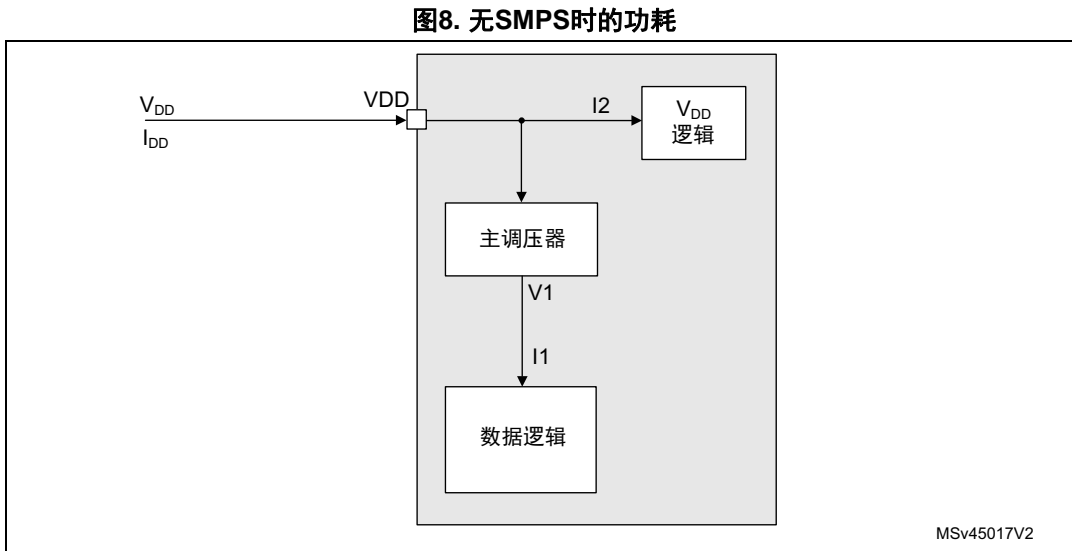 图8. 无SMPS时的功耗
VDD
VDD
I2
VDD
逻辑
IDD
主调压器
V1
I1
数据逻辑
MSv45017V2